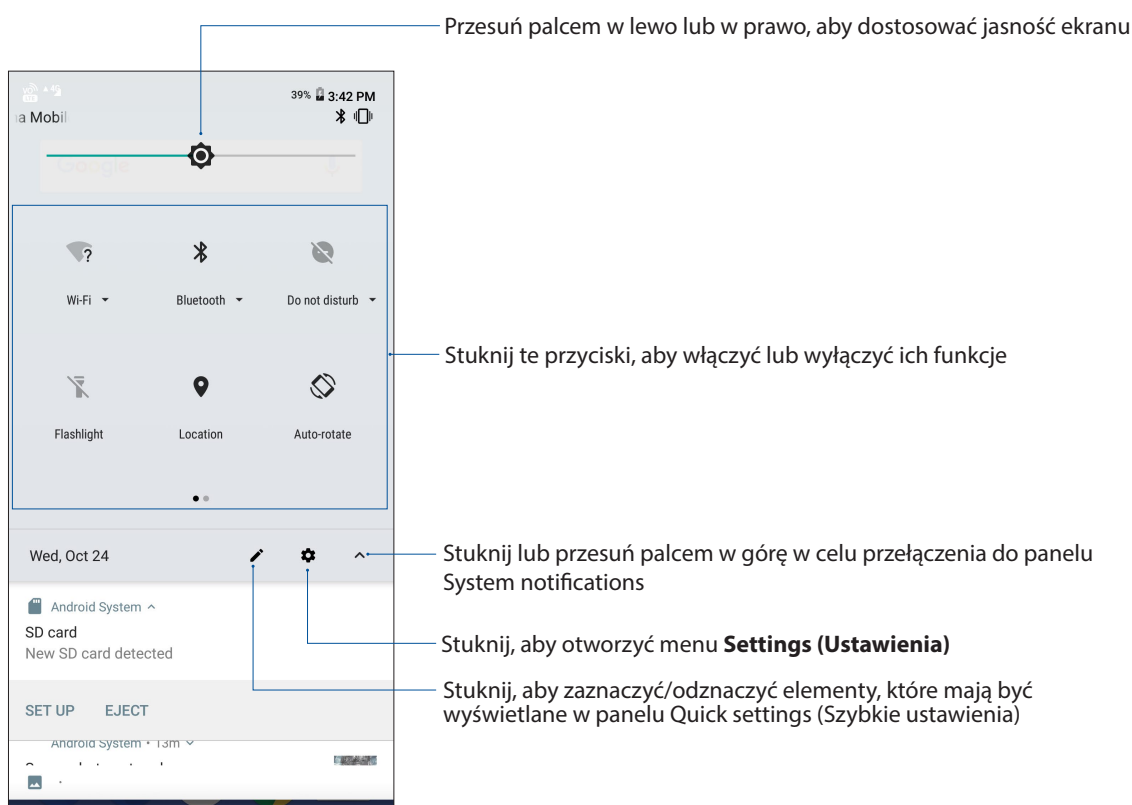 Przesuń palcem w lewo lub w prawo, aby dostosować jasność ekranu
39% 3:42 PM
a Mobil
Google
?
Wi-Fi
Bluetooth
Do not disturb
Stuknij te przyciski, aby włączyć lub wyłączyć ich funkcje
Flashlight
Location
Auto-rotate
Wed, Oct 24
Stuknij lub przesuń palcem w górę w celu przełączenia do panelu
System notifications
Android System
SD card
New SD card detected
Stuknij, aby otworzyć menu Settings (Ustawienia)
Stuknij, aby zaznaczyć/odznaczyć elementy, które mają być
wyświetlane w panelu Quick settings (Szybkie ustawienia)
SET UP EJECT
Android System • 13m